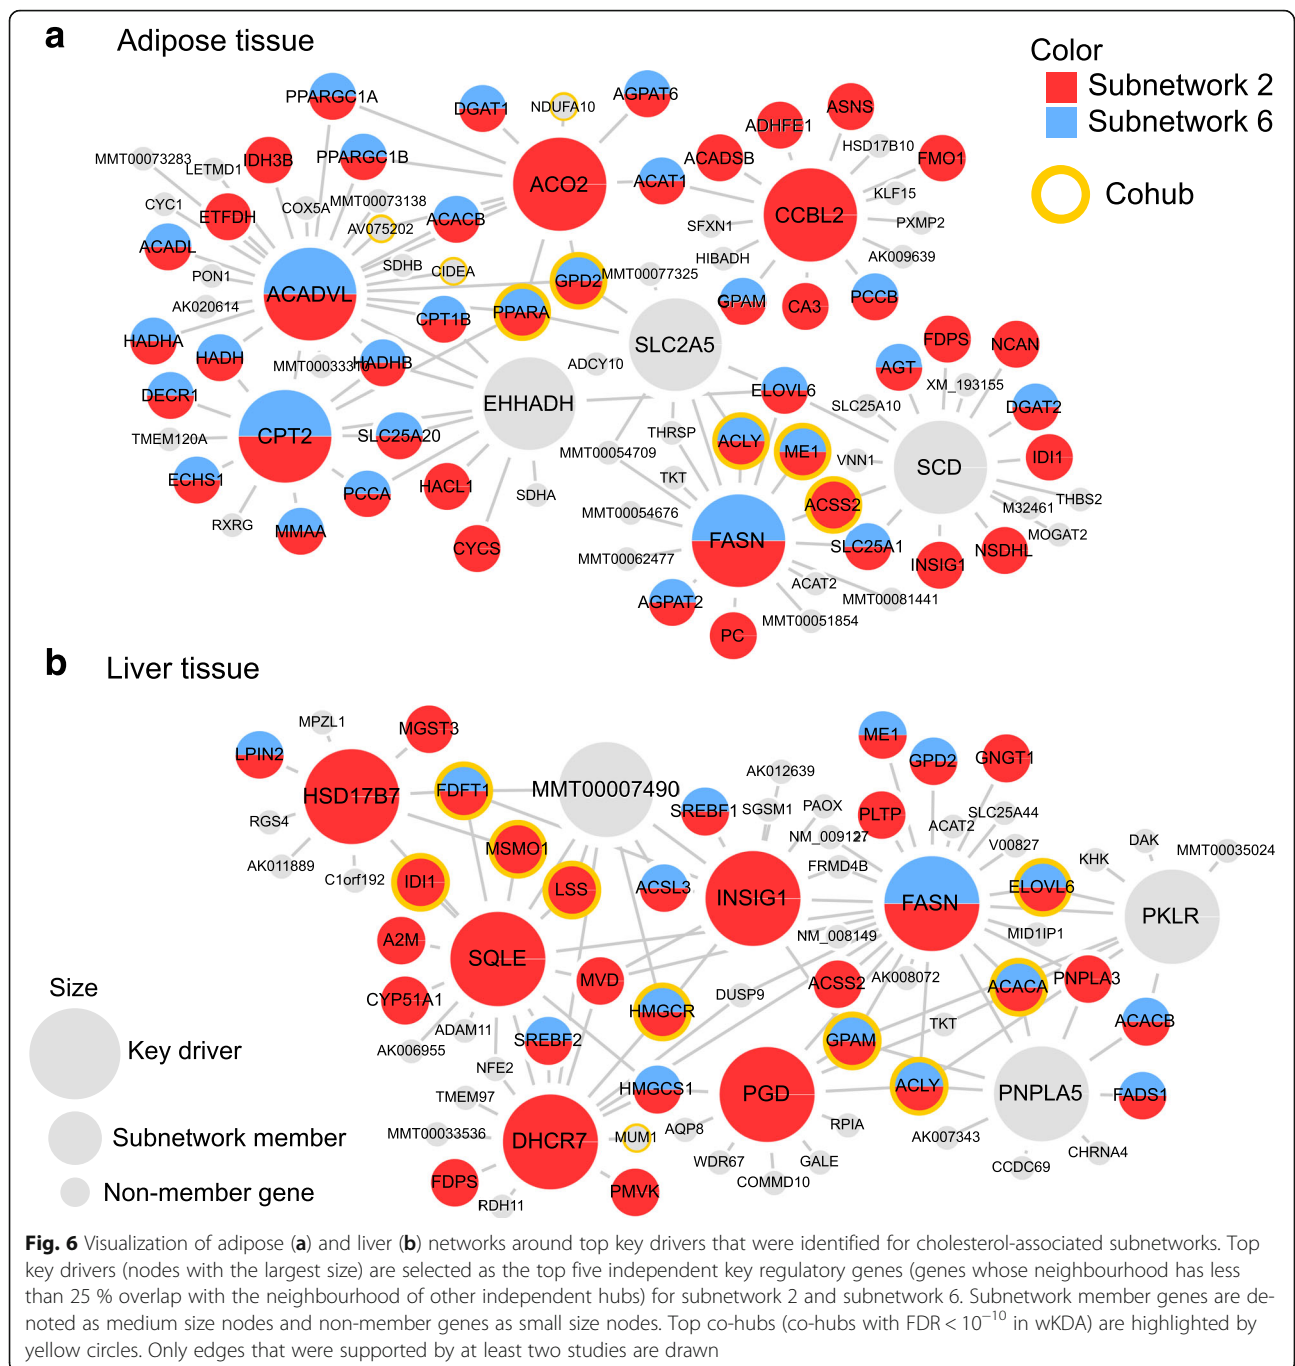 a Adipose tissue
Color
Subnetwork 2
Subnetwork 6
Cohub
PPARGC1A
DGAT1
NDUFA10
AGPAT6
ASNS
ADHFE1
HSD17B10
FMO1
MMT00073283
LETMD1
IDH3B
PPARGC1B
ACO2
ACAT1
ACADSB
KLF15
CYC1
ETFDH
COX5A
MMT00073138
AV075202
ACACB
CCBL2
SFXN1
PXMP2
ACADL
PON1
SDHB
CIDEA
GPD2
MMT00077325
HIBADH
AK009639
AK020614
ACADVL
CPT1B
PPARA
GPAM
CA3
PCCB
HADHA
HADH
HADHB
ADCY10
SLC2A5
FDPS
NCAN
AGT
XM_193155
DECR1
EHHADH
ELOVL6
SLC25A10
DGAT2
TMEM120A
CPT2
SLC25A20
THRSP
ACLY
ME1
VNN1
SCD
IDI1
MMT00054709
ECHS1
PCCA
HACL1
SDHA
TKT
ACSS2
M32461
THBS2
RXRG
MMAA
CYCS
MMT00054676
FASN
SLC25A1
INSIG1
NSDHL
MOGAT2
MMT00062477
ACAT2
MMT00081441
AGPAT2
PC
MMT00051854
b Liver tissue
MPZL1
MGST3
LPIN2
HSD17B7
FDFT1
MMT00007490
SREBF1
AK012639
SGSM1
PAOX
ME1
GPD2
GNGT1
RGS4
MSMO1
PLTP
ACAT2
SLC25A44
NM_009127
V00827
DAK
MMT00035024
AK011889
C1orf192
IDI1
LSS
ACSL3
INSIG1
FRMD4B
FASN
ELOVL6
KHK
PKLR
A2M
SQLE
NM_008149
MID1IP1
CYP51A1
MVD
HMGCR
DUSP9
ACSS2
AK008072
ACACA
PNPLA3
ADAM11
AK006955
SREBF2
GPAM
TKT
ACACB
NFE2
HMGCS1
PGD
ACLY
PNPLA5
FADS1
TMEM97
MMT00033536
DHCR7
MUM1
AQP8
RPIA
AK007343
WDR67
GALE
COMMD10
CCDC69
CHRNA4
FDPS
RDH11
PMVK
Size
Key driver
Subnetwork member
Non-member gene
Fig. 6 Visualization of adipose (a) and liver (b) networks around top key drivers that were identified for cholesterol-associated subnetworks. Top
key drivers (nodes with the largest size) are selected as the top five independent key regulatory genes (genes whose neighbourhood has less
than 25 % overlap with the neighbourhood of other independent hubs) for subnetwork 2 and subnetwork 6. Subnetwork member genes are de-
noted as medium size nodes and non-member genes as small size nodes. Top co-hubs (co-hubs with FDR < 10⁻¹⁰ in wKDA) are highlighted by
yellow circles. Only edges that were supported by at least two studies are drawn